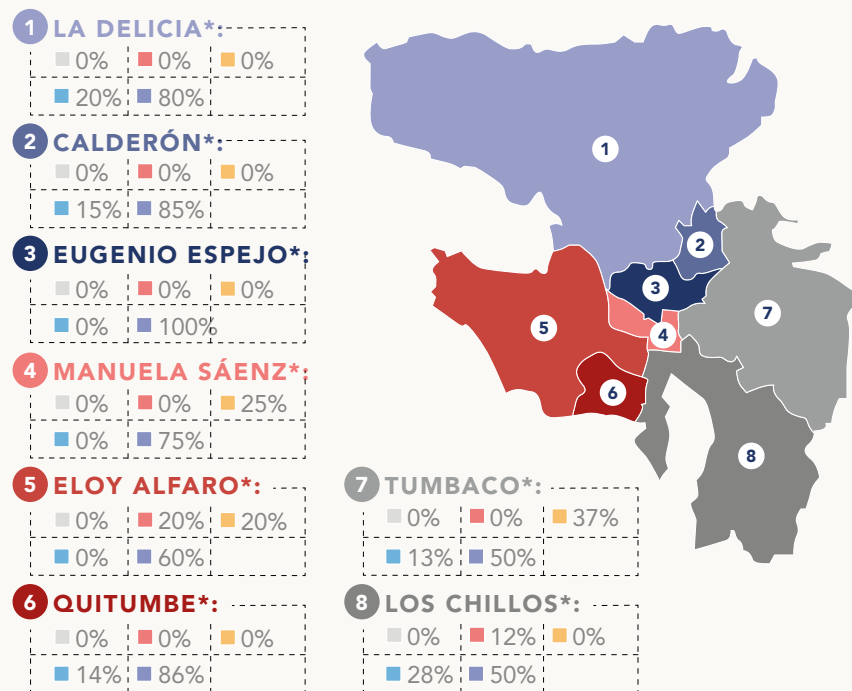 1 LA DELICIA*:
0% 0% 0%
20% 80%
2 CALDERÓN*:
0% 0% 0%
15% 85%
3 EUGENIO ESPEJO*:
0% 0% 0%
0% 100%
4 MANUELA SÁENZ*:
0% 0% 25%
0% 75%
5 ELOY ALFARO*:
0% 20% 20%
0% 60%
6 QUITUMBE*:
0% 0% 0%
14% 86%
7 TUMBACO*:
0% 0% 37%
13% 50%
8 LOS CHILLOS*:
0% 12% 0%
28% 50%
1
2
3
4
5
6
7
8